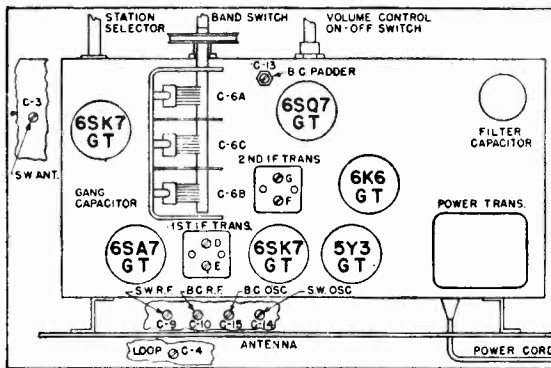 STATION
SELECTOR
BAND SWITCH
VOLUME CONTROL
ON-OFF SWITCH
C-3
C-13
B C PADDER
6SK7
GT
C-6A
6SQ7
GT
FILTER
CAPACITOR
S.W. ANT.
C-6C
2ND IF TRANS
GANG
CAPACITOR
C-6B
G
F
6K6
GT
POWER TRANS.
1ST IF TRANS.
6SA7
GT
D
E
6SK7
GT
5Y3
GT
S.W.R.F.
B.C.R.F.
B.C. OSC.
S.W. OSC
C-9
C-10
C-15
C-14
ANTENNA
LOOP
C-4
POWER CORD